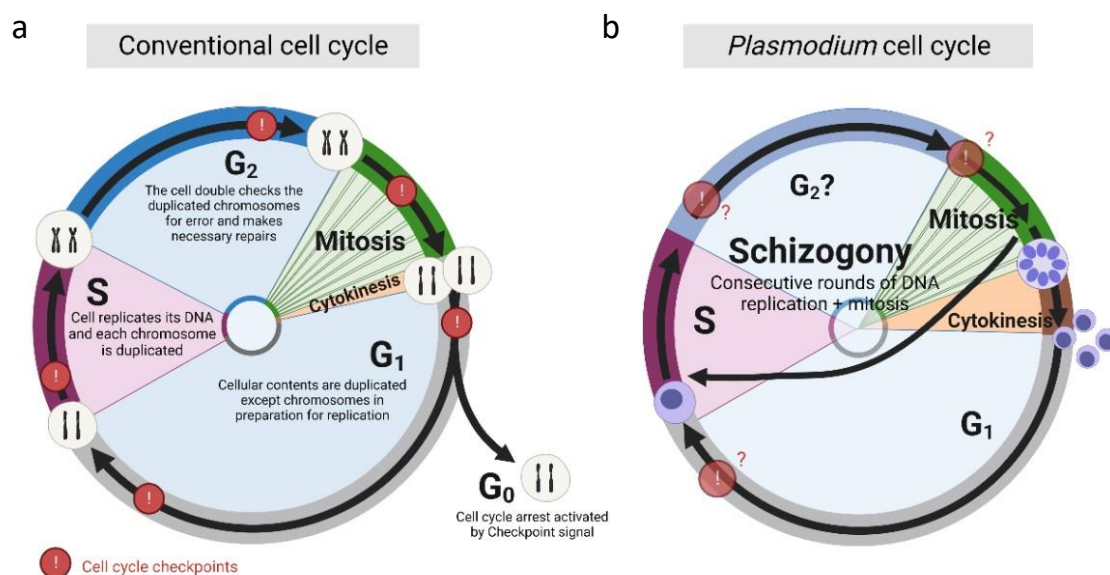 a
Conventional cell cycle
!
G₂
The cell double checks the
duplicated chromosomes
for error and makes
necessary repairs
!
Mitosis
S
Cell replicates its DNA
and each chromosome
is duplicated
Cytokinesis
!
!
G₁
Cellular contents are duplicated
except chromosomes in
preparation for replication
!
G₀
Cell cycle arrest activated
by Checkpoint signal
! Cell cycle checkpoints
b
Plasmodium cell cycle
?
!
!
?
G₂?
Mitosis
Schizogony
Consecutive rounds of DNA
replication + mitosis
S
Cytokinesis
G₁
?
!